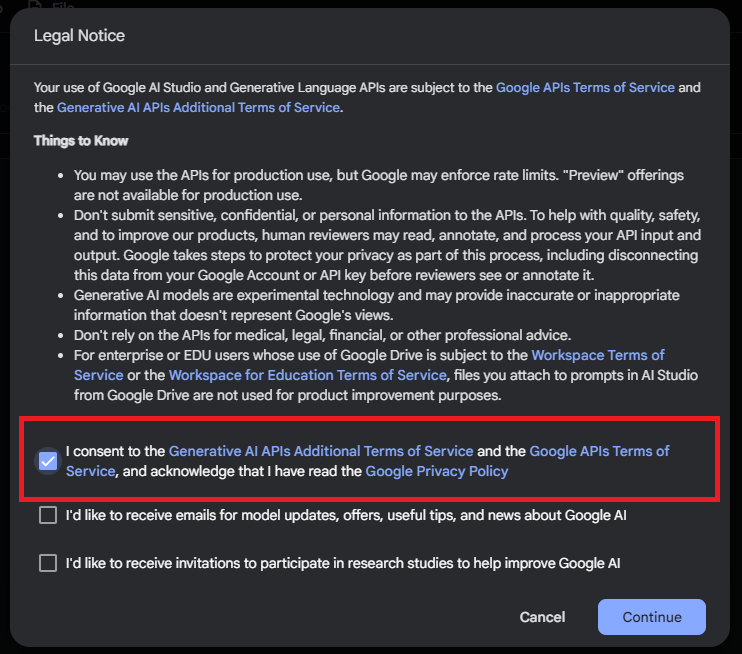 File
Legal Notice
Your use of Google AI Studio and Generative Language APIs are subject to the Google APIs Terms of Service and
the Generative AI APIs Additional Terms of Service.
Things to Know
• You may use the APIs for production use, but Google may enforce rate limits. "Preview" offerings
are not available for production use.
• Don't submit sensitive, confidential, or personal information to the APIs. To help with quality, safety,
and to improve our products, human reviewers may read, annotate, and process your API input and
output. Google takes steps to protect your privacy as part of this process, including disconnecting
this data from your Google Account or API key before reviewers see or annotate it.
• Generative AI models are experimental technology and may provide inaccurate or inappropriate
information that doesn't represent Google's views.
• Don't rely on the APIs for medical, legal, financial, or other professional advice.
• For enterprise or EDU users whose use of Google Drive is subject to the Workspace Terms of
Service or the Workspace for Education Terms of Service, files you attach to prompts in AI Studio
from Google Drive are not used for product improvement purposes.
I consent to the Generative AI APIs Additional Terms of Service and the Google APIs Terms of
Service, and acknowledge that I have read the Google Privacy Policy
I'd like to receive emails for model updates, offers, useful tips, and news about Google AI
I'd like to receive invitations to participate in research studies to help improve Google AI
Cancel
Continue